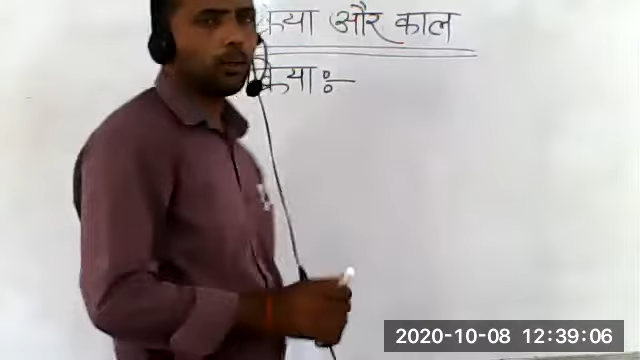 क्रिया और काल
क्रिया :-
2020-10-08 12:39:06